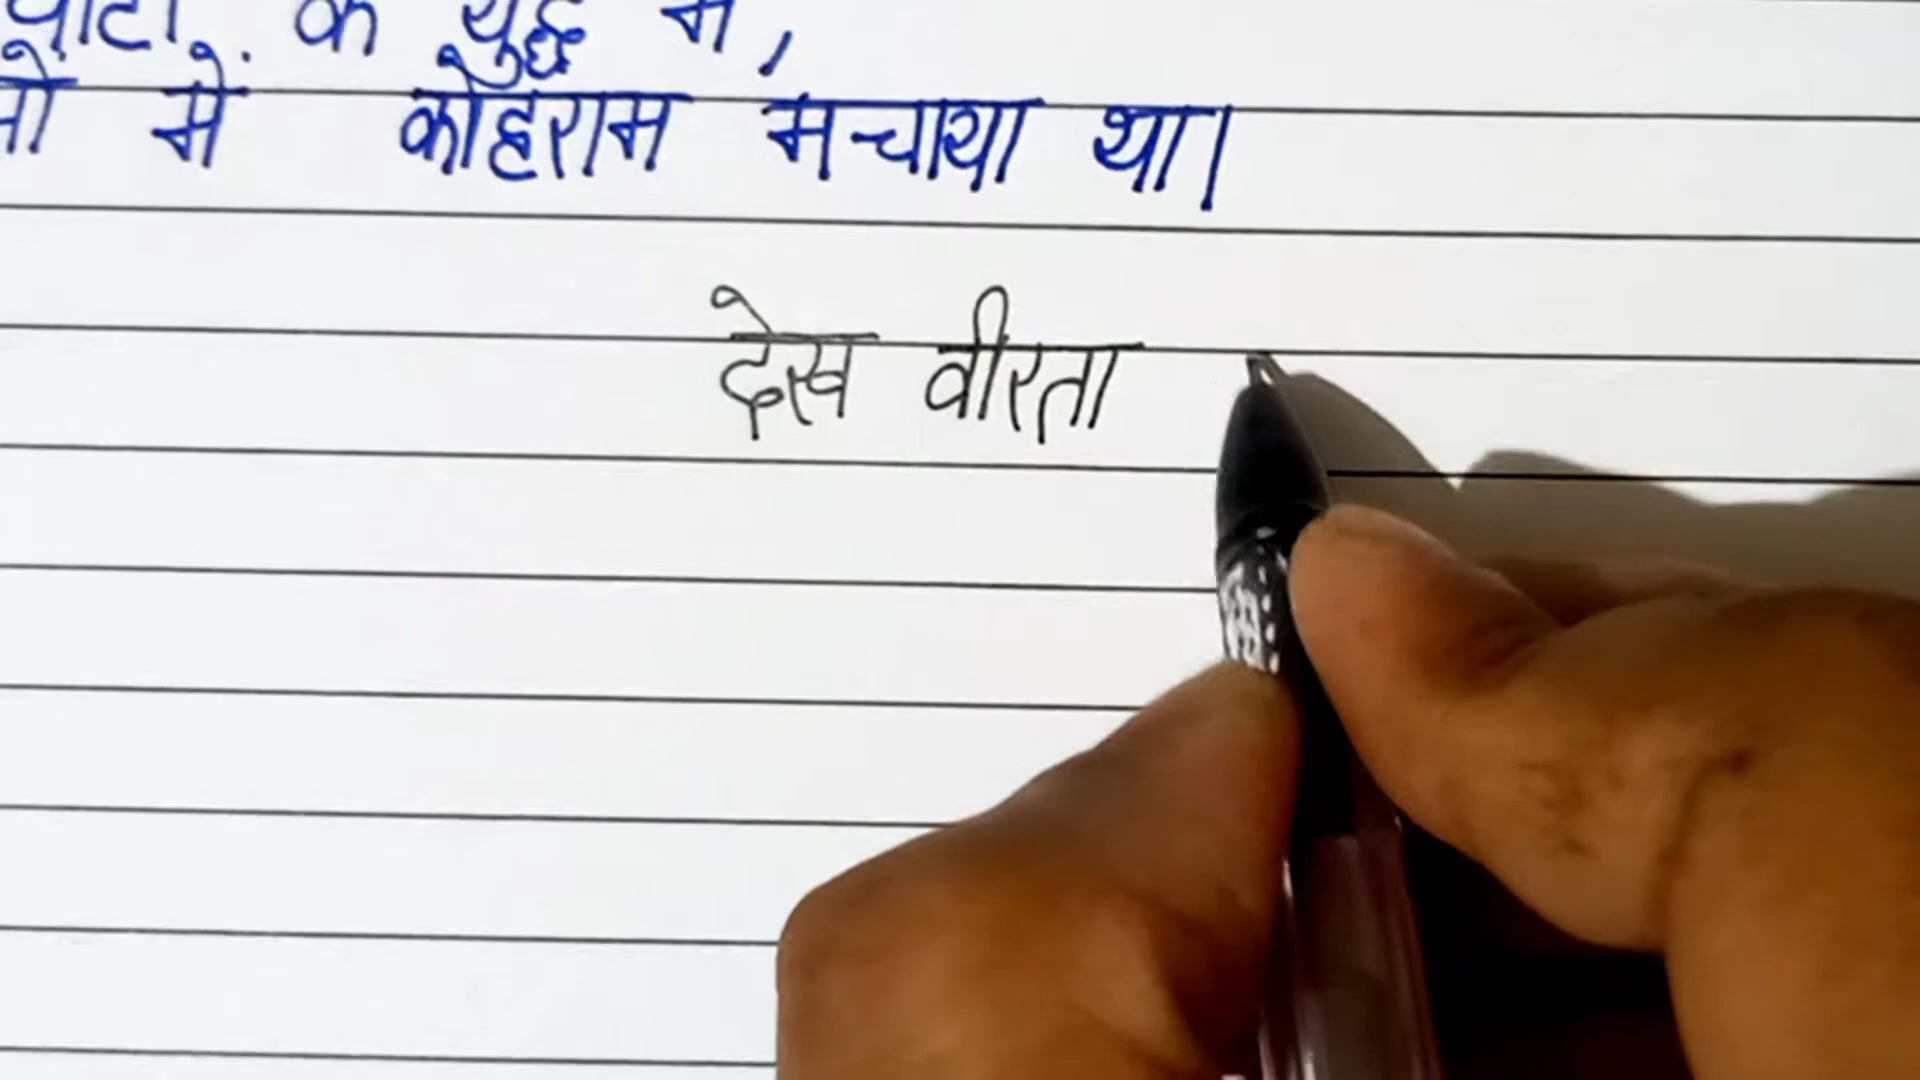 घाटी के युद्ध में,
में कोहराम मचाया था।
देख वीरता